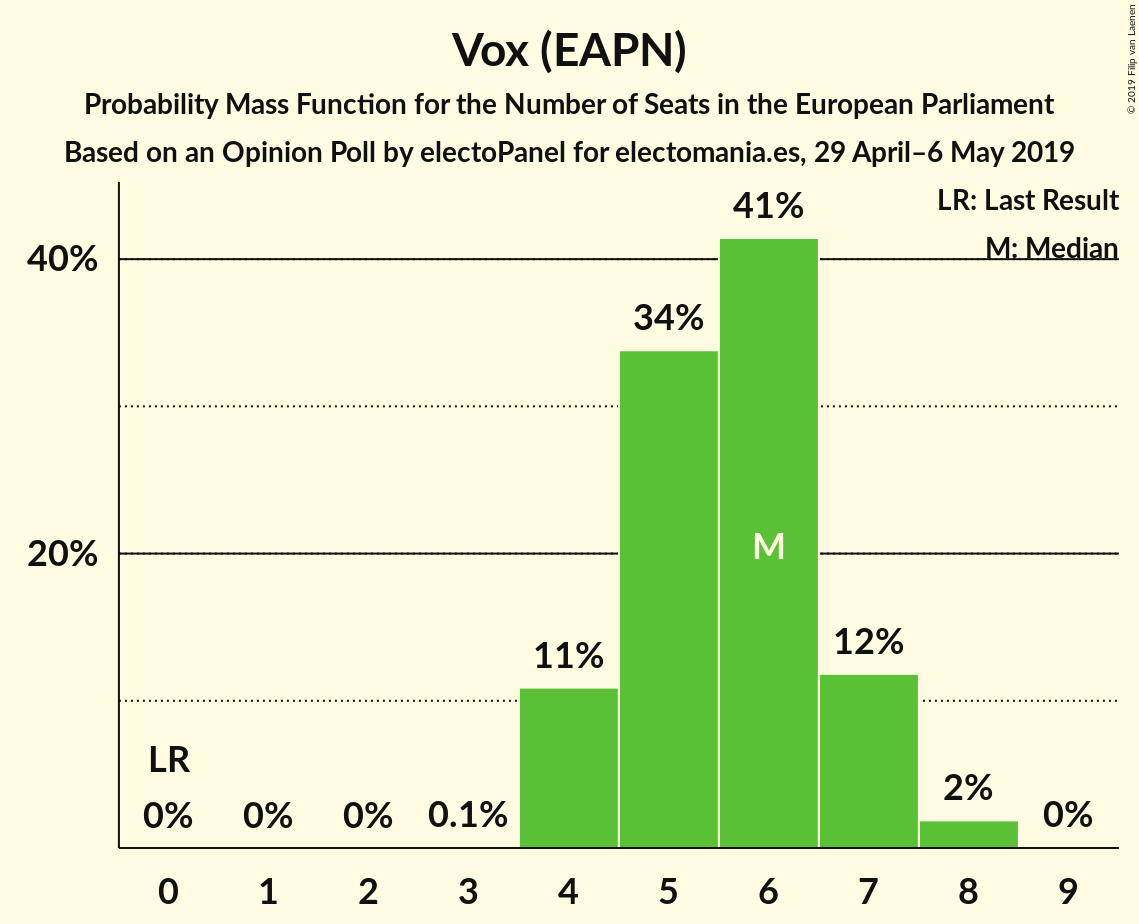 Vox (EAPN)
Probability Mass Function for the Number of Seats in the European Parliament
Based on an Opinion Poll by electoPanel for electomania.es, 29 April–6 May 2019
© 2019 Filip van Laenen
LR: Last Result
M: Median
40%
20%
LR
0%
0%
0%
0.1%
11%
34%
41%
M
12%
2%
0%
0 1 2 3 4 5 6 7 8 9